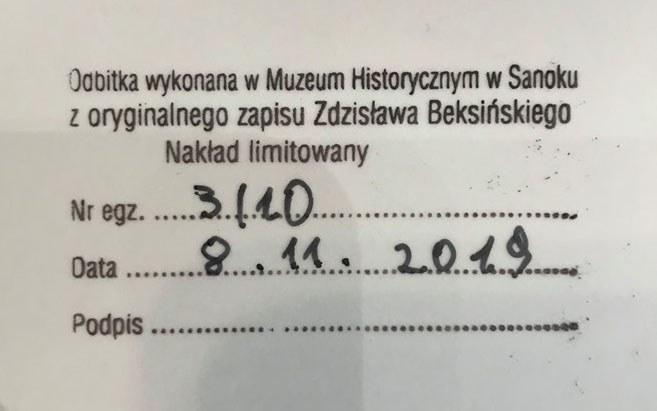 Odbitka wykonana w Muzeum Historycznym w Sanoku
z oryginalnego zapisu Zdzisława Beksińskiego
Nakład limitowany
Nr egz. ......3/10..............................
Data ...........8.11.2019......
Podpis .............. ..................................